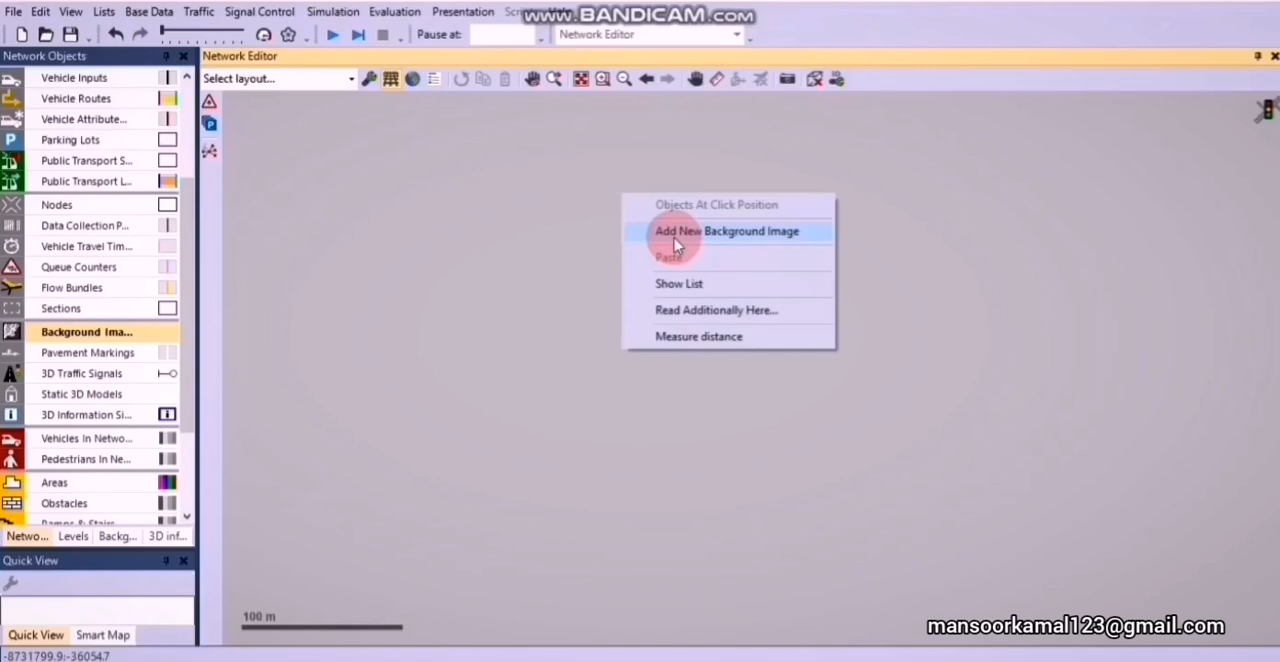 File Edit View Lists Base Data Traffic Signal Control Simulation Evaluation Presentation
www.BANDICAM.com
Pause at: Network Editor
Network Objects
Network Editor
Select layout...
Vehicle Inputs
Vehicle Routes
Vehicle Attribute...
Parking Lots
Public Transport S...
Public Transport L...
Nodes
Data Collection P...
Vehicle Travel Tim...
Queue Counters
Flow Bundles
Sections
Background Ima...
Pavement Markings
3D Traffic Signals
Static 3D Models
3D Information Si...
Vehicles In Netwo...
Pedestrians In Ne...
Areas
Obstacles
Ramps & Stairs
Netwo... Levels Backg... 3D inf...
Quick View
Quick View Smart Map
-8731799.9:-36054.7
Objects At Click Position
Add New Background Image
Paste
Show List
Read Additionally Here...
Measure distance
100 m
mansoorkamal123@gmail.com